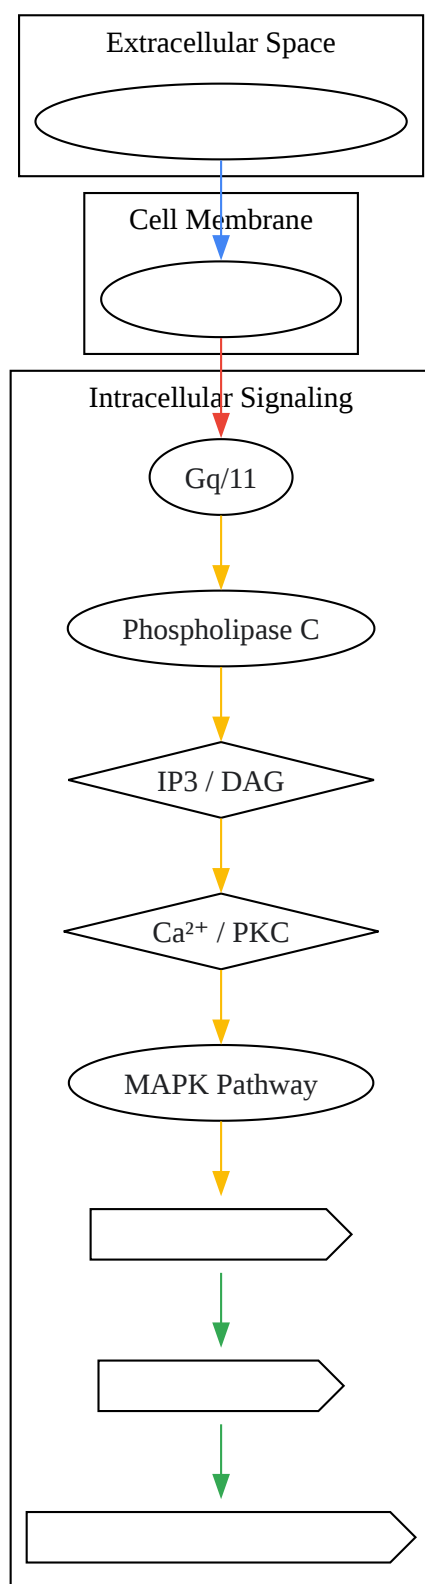 Extracellular Space
Cell Membrane
Intracellular Signaling
Gq/11
Phospholipase C
IP3 / DAG
Ca²⁺ / PKC
MAPK Pathway